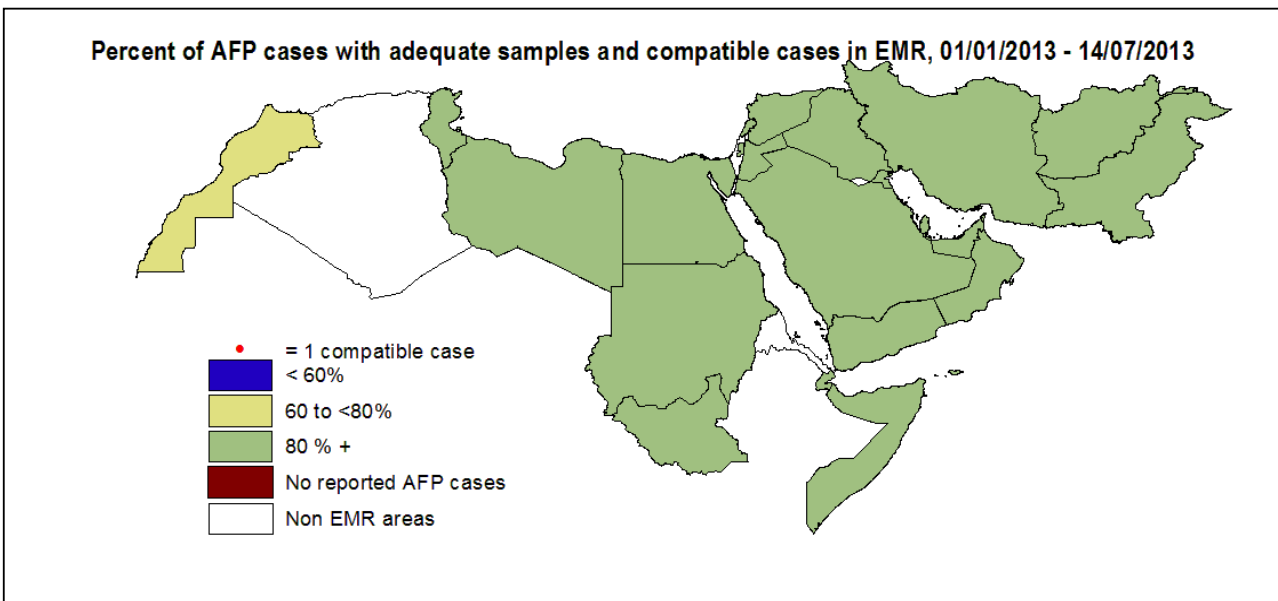 Percent of AFP cases with adequate samples and compatible cases in EMR, 01/01/2013 - 14/07/2013
= 1 compatible case
< 60%
60 to <80%
80 % +
No reported AFP cases
Non EMR areas